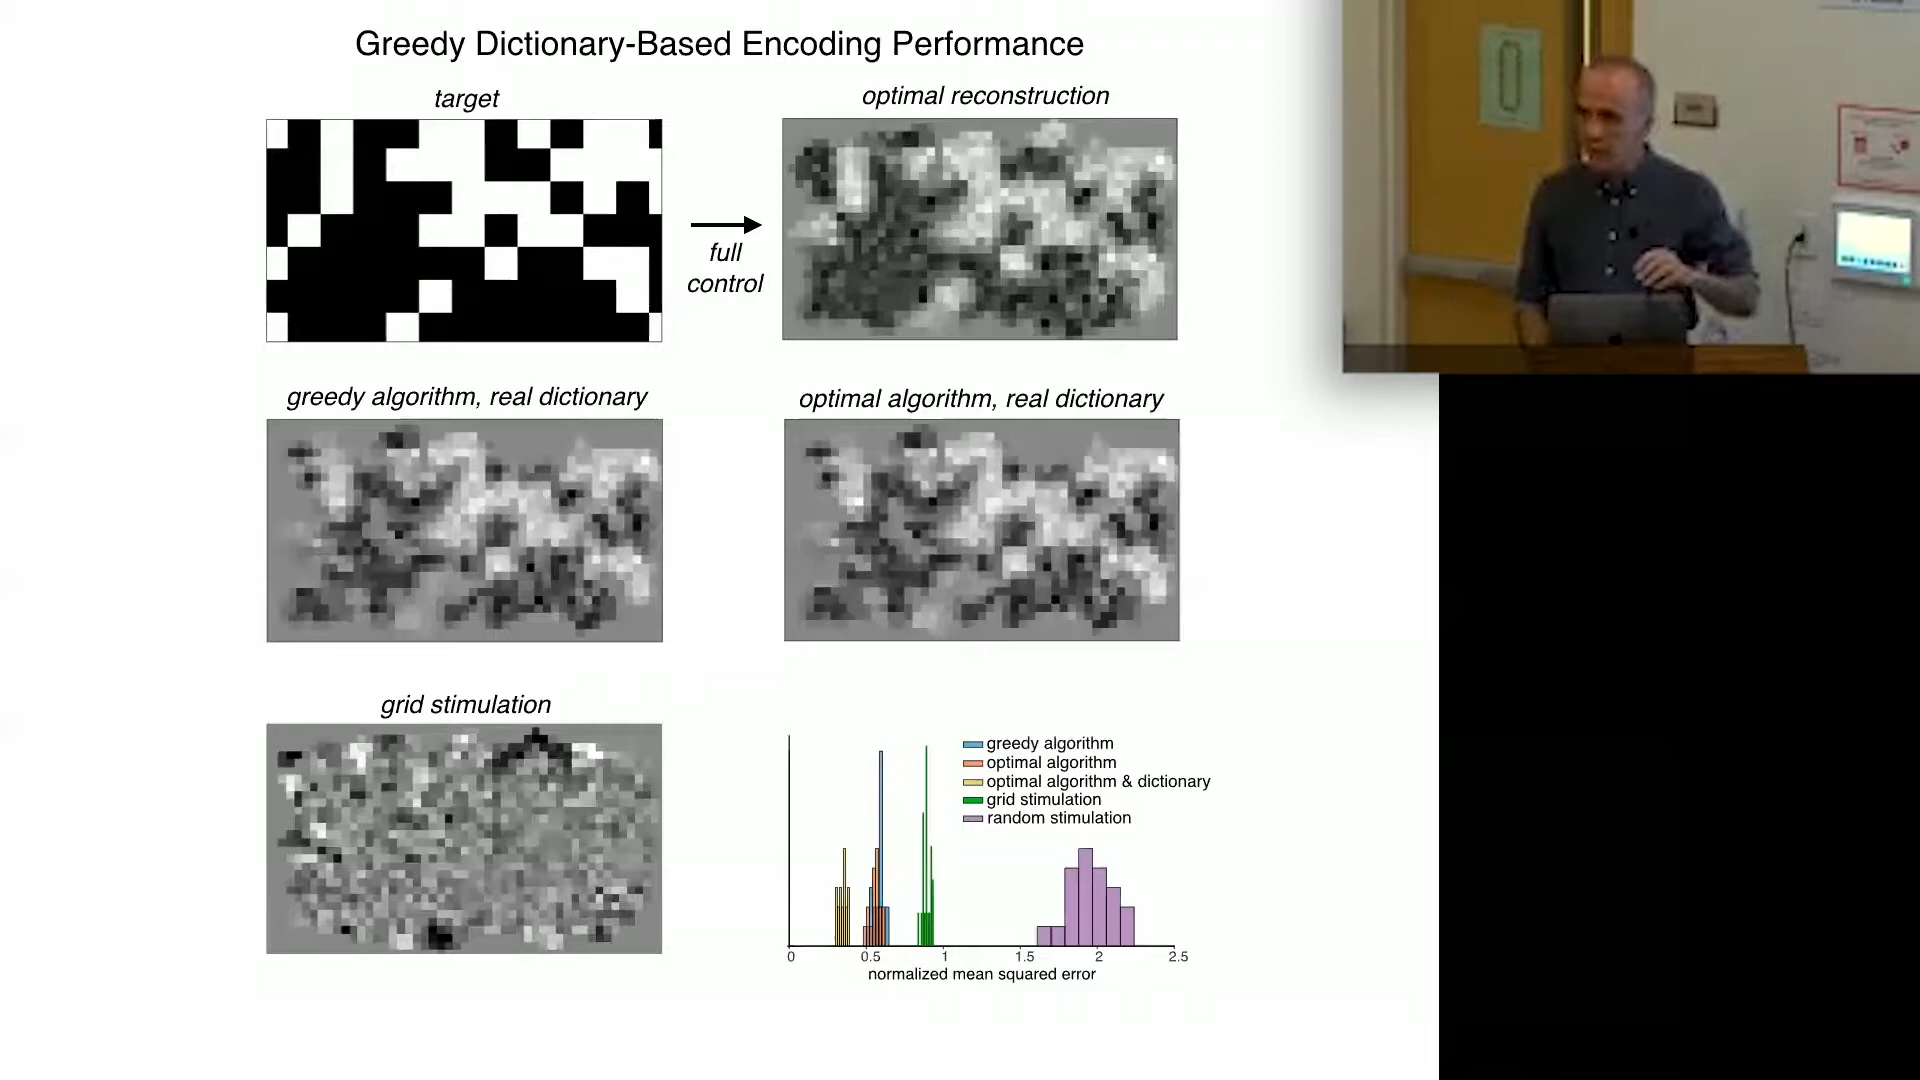 Greedy Dictionary-Based Encoding Performance
target
optimal reconstruction
full
control
greedy algorithm, real dictionary
optimal algorithm, real dictionary
grid stimulation
greedy algorithm
optimal algorithm
optimal algorithm & dictionary
grid stimulation
random stimulation
0 0.5 1 1.5 2 2.5
normalized mean squared error